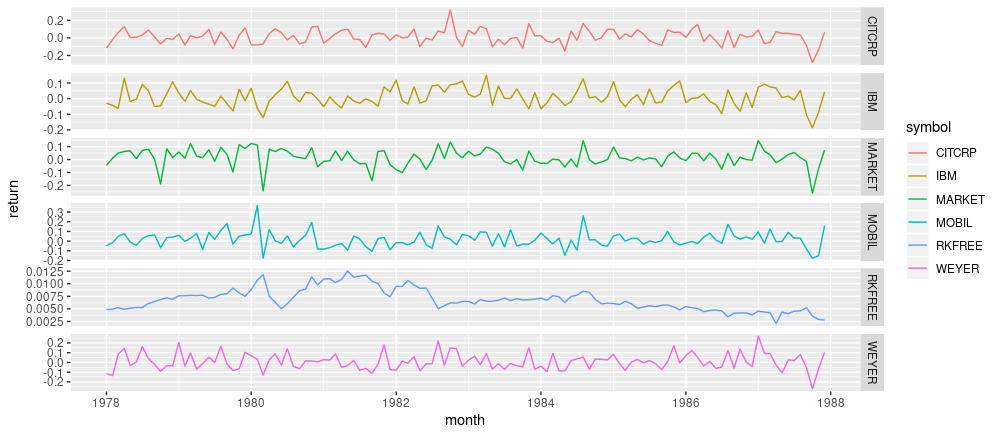 return
0.2
0.0
-0.2
CITCRP
0.1
0.0
-0.1
-0.2
IBM
0.1
0.0
-0.1
-0.2
MARKET
0.3
0.2
0.1
0.0
-0.1
-0.2
MOBIL
0.0125
0.0100
0.0075
0.0050
0.0025
RKFREE
0.2
0.1
0.0
-0.1
-0.2
WEYER
1978 1980 1982 1984 1986 1988
month
symbol
CITCRP
IBM
MARKET
MOBIL
RKFREE
WEYER